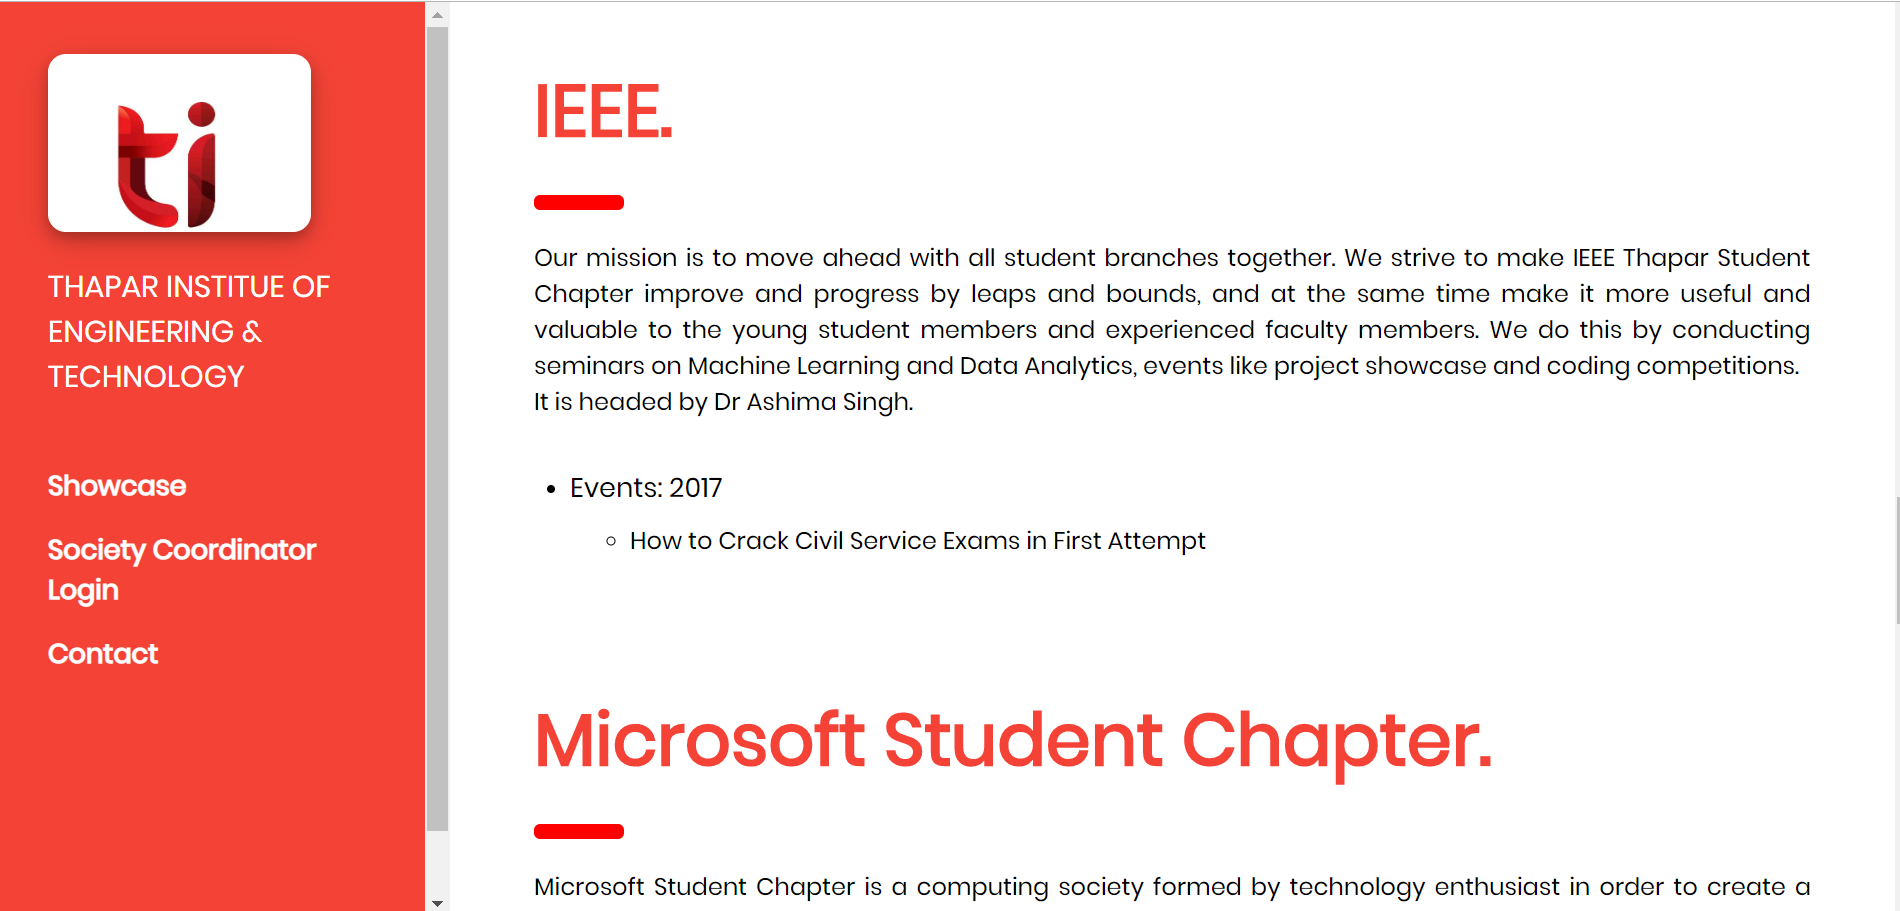 ti
THAPAR INSTITUE OF
ENGINEERING &
TECHNOLOGY
Showcase
Society Coordinator
Login
Contact
IEEE.
Our mission is to move ahead with all student branches together. We strive to make IEEE Thapar Student
Chapter improve and progress by leaps and bounds, and at the same time make it more useful and
valuable to the young student members and experienced faculty members. We do this by conducting
seminars on Machine Learning and Data Analytics, events like project showcase and coding competitions.
It is headed by Dr Ashima Singh.
• Events: 2017
◦ How to Crack Civil Service Exams in First Attempt
Microsoft Student Chapter.
Microsoft Student Chapter is a computing society formed by technology enthusiast in order to create a